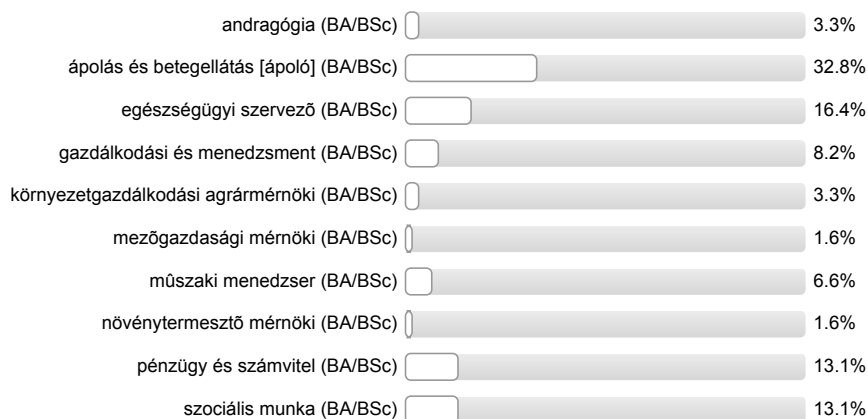 andragógia (BA/BSc) 3.3%
ápolás és betegellátás [ápoló] (BA/BSc) 32.8%
egészségügyi szervezõ (BA/BSc) 16.4%
gazdálkodási és menedzsment (BA/BSc) 8.2%
környezetgazdálkodási agrármérnöki (BA/BSc) 3.3%
mezõgazdasági mérnöki (BA/BSc) 1.6%
mûszaki menedzser (BA/BSc) 6.6%
növénytermesztõ mérnöki (BA/BSc) 1.6%
pénzügy és számvitel (BA/BSc) 13.1%
szociális munka (BA/BSc) 13.1%